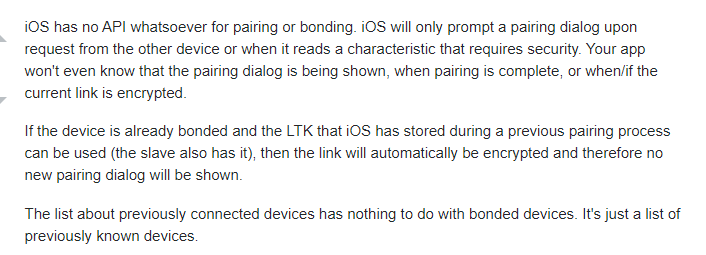 iOS has no API whatsoever for pairing or bonding. iOS will only prompt a pairing dialog upon
request from the other device or when it reads a characteristic that requires security. Your app
won't even know that the pairing dialog is being shown, when pairing is complete, or when/if the
current link is encrypted.
If the device is already bonded and the LTK that iOS has stored during a previous pairing process
can be used (the slave also has it), then the link will automatically be encrypted and therefore no
new pairing dialog will be shown.
The list about previously connected devices has nothing to do with bonded devices. It's just a list of
previously known devices.